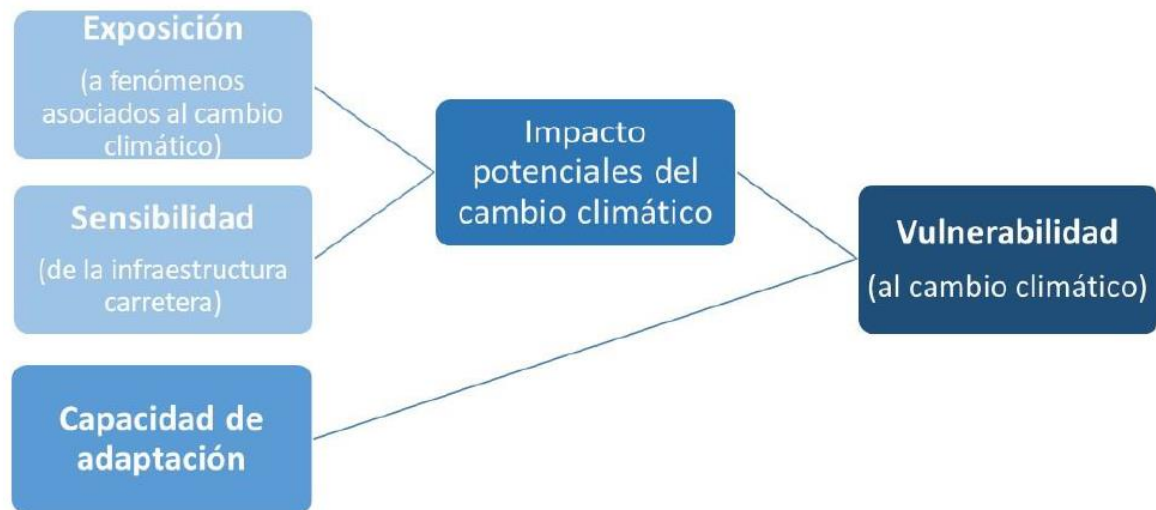 Exposición
(a fenómenos
asociados al cambio
climático)
Sensibilidad
(de la infraestructura
carretera)
Capacidad de
adaptación
Impacto
potenciales del
cambio climático
Vulnerabilidad
(al cambio climático)